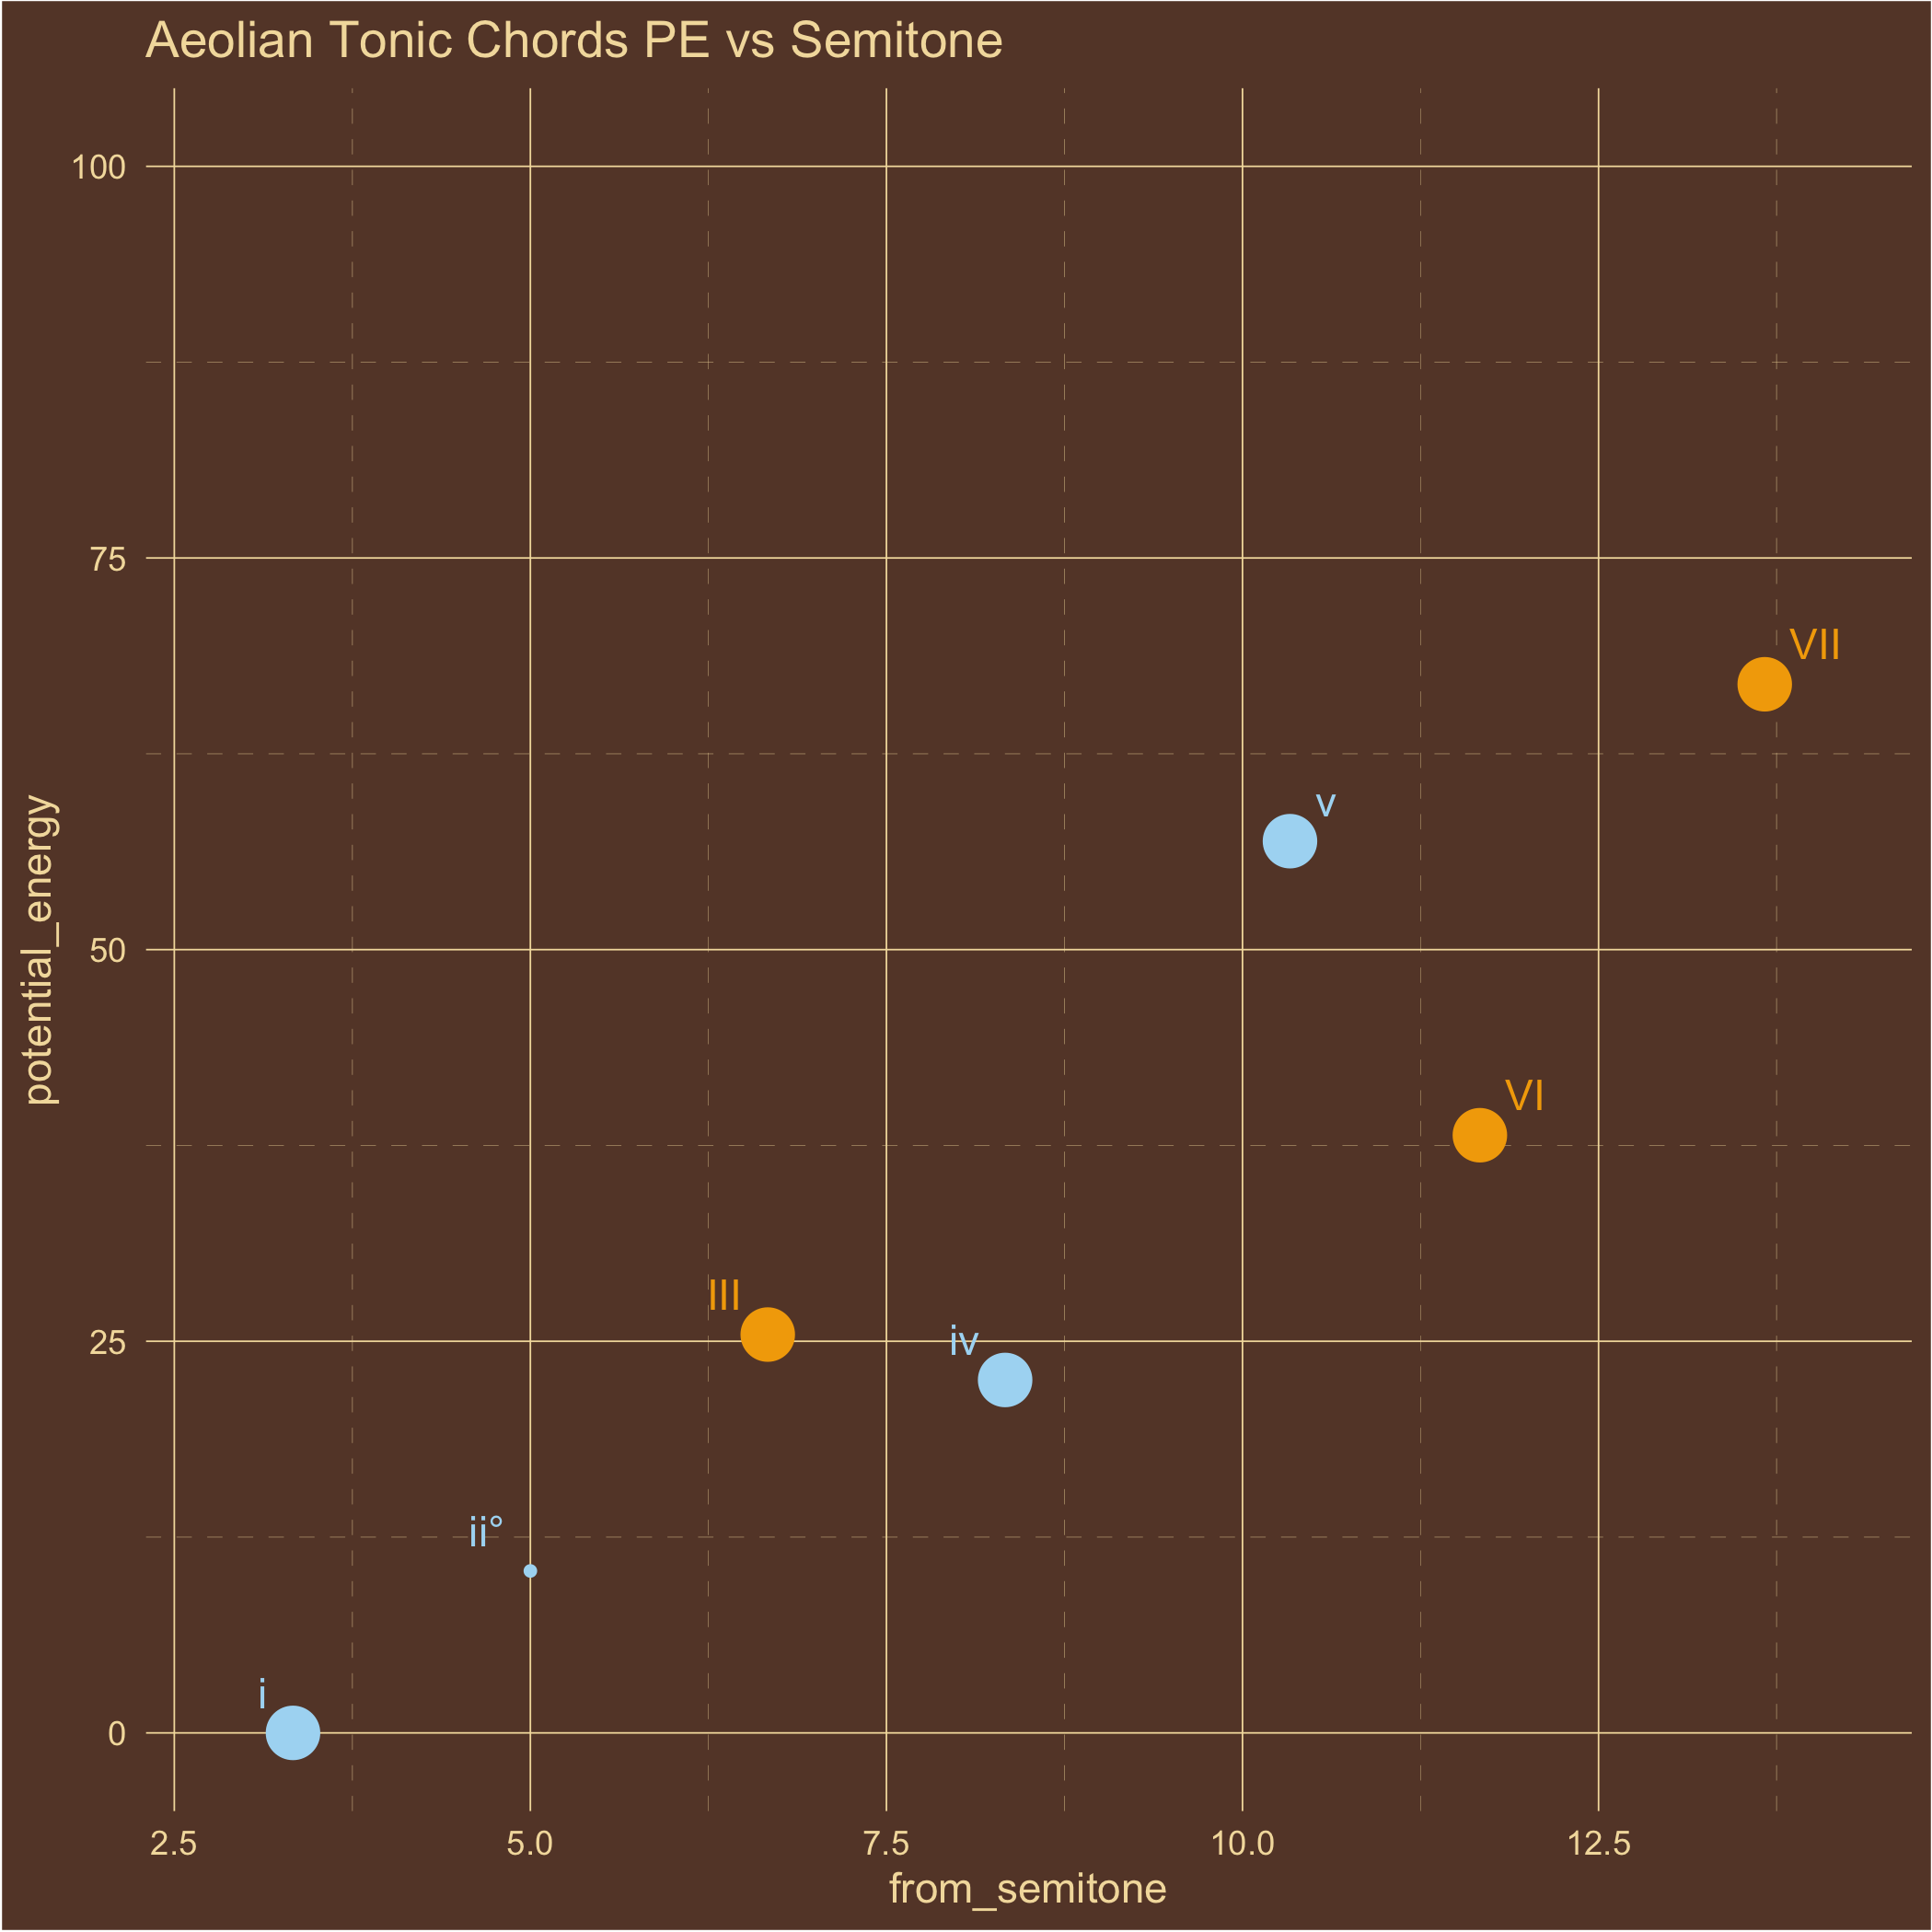 Aeolian Tonic Chords PE vs Semitone
100
75
50
25
0
potential_energy
VII
v
VI
III
iv
ii°
i
2.5 5.0 7.5 10.0 12.5
from_semitone